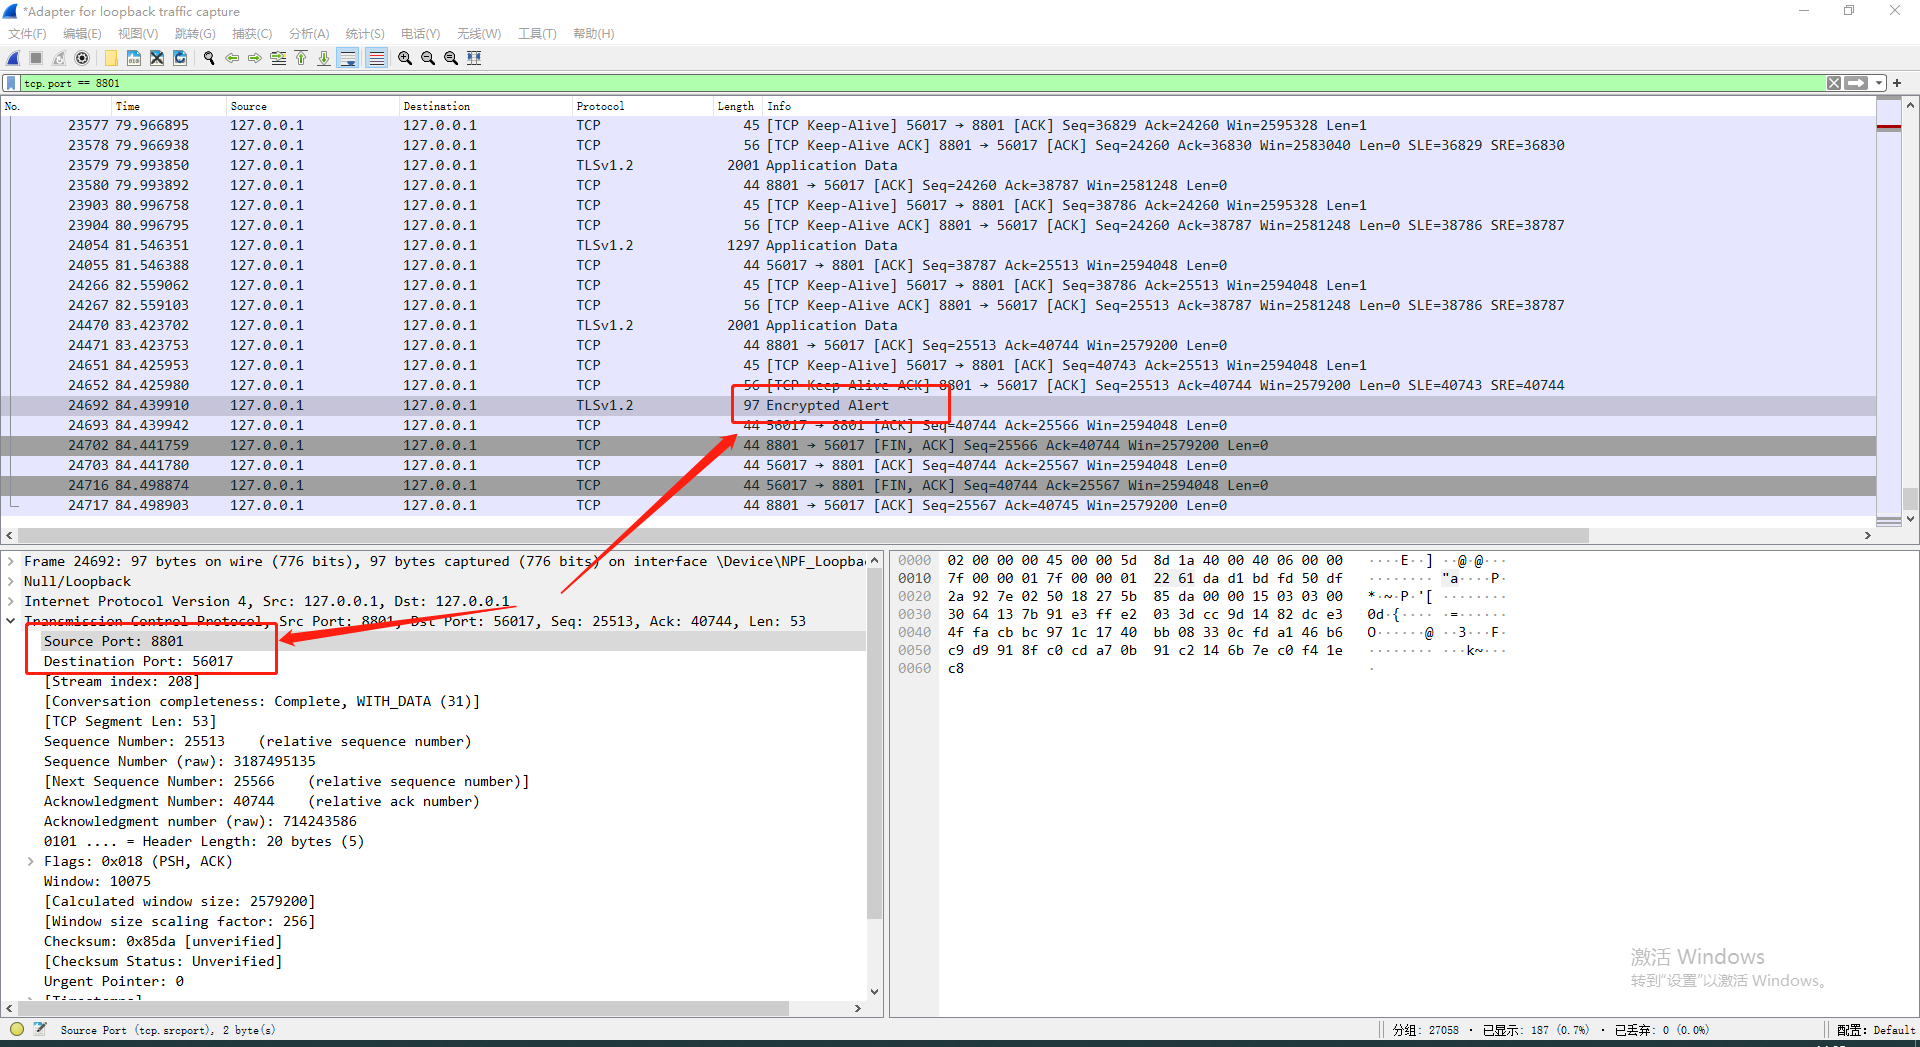 *Adapter for loopback traffic capture
文件(F) 编辑(E) 视图(V) 跳转(G) 捕获(C) 分析(A) 统计(S) 电话(Y) 无线(W) 工具(T) 帮助(H)
tcp.port == 8801
No. Time Source Destination Protocol Length Info
23577 79.966895 127.0.0.1 127.0.0.1 TCP 45 [TCP Keep-Alive] 56017 → 8801 [ACK] Seq=36829 Ack=24260 Win=2595328 Len=1
23578 79.966938 127.0.0.1 127.0.0.1 TCP 56 [TCP Keep-Alive ACK] 8801 → 56017 [ACK] Seq=24260 Ack=36830 Win=2583040 Len=0 SLE=36829 SRE=36830
23579 79.993850 127.0.0.1 127.0.0.1 TLSv1.2 2001 Application Data
23580 79.993892 127.0.0.1 127.0.0.1 TCP 44 8801 → 56017 [ACK] Seq=24260 Ack=38787 Win=2581248 Len=0
23903 80.996758 127.0.0.1 127.0.0.1 TCP 45 [TCP Keep-Alive] 56017 → 8801 [ACK] Seq=38786 Ack=24260 Win=2595328 Len=1
23904 80.996795 127.0.0.1 127.0.0.1 TCP 56 [TCP Keep-Alive ACK] 8801 → 56017 [ACK] Seq=24260 Ack=38787 Win=2581248 Len=0 SLE=38786 SRE=38787
24054 81.546351 127.0.0.1 127.0.0.1 TLSv1.2 1297 Application Data
24055 81.546388 127.0.0.1 127.0.0.1 TCP 44 56017 → 8801 [ACK] Seq=38787 Ack=25513 Win=2594048 Len=0
24266 82.559062 127.0.0.1 127.0.0.1 TCP 45 [TCP Keep-Alive] 56017 → 8801 [ACK] Seq=38786 Ack=25513 Win=2594048 Len=1
24267 82.559103 127.0.0.1 127.0.0.1 TCP 56 [TCP Keep-Alive ACK] 8801 → 56017 [ACK] Seq=25513 Ack=38787 Win=2581248 Len=0 SLE=38786 SRE=38787
24470 83.423702 127.0.0.1 127.0.0.1 TLSv1.2 2001 Application Data
24471 83.423753 127.0.0.1 127.0.0.1 TCP 44 8801 → 56017 [ACK] Seq=25513 Ack=40744 Win=2579200 Len=0
24651 84.425953 127.0.0.1 127.0.0.1 TCP 45 [TCP Keep-Alive] 56017 → 8801 [ACK] Seq=40743 Ack=25513 Win=2594048 Len=1
24652 84.425980 127.0.0.1 127.0.0.1 TCP 56 [TCP Keep-Alive ACK] 8801 → 56017 [ACK] Seq=25513 Ack=40744 Win=2579200 Len=0 SLE=40743 SRE=40744
24692 84.439910 127.0.0.1 127.0.0.1 TLSv1.2 97 Encrypted Alert
24693 84.439942 127.0.0.1 127.0.0.1 TCP 44 56017 → 8801 [ACK] Seq=40744 Ack=25566 Win=2594048 Len=0
24702 84.441759 127.0.0.1 127.0.0.1 TCP 44 8801 → 56017 [FIN, ACK] Seq=25566 Ack=40744 Win=2579200 Len=0
24703 84.441780 127.0.0.1 127.0.0.1 TCP 44 56017 → 8801 [ACK] Seq=40744 Ack=25567 Win=2594048 Len=0
24716 84.498874 127.0.0.1 127.0.0.1 TCP 44 56017 → 8801 [FIN, ACK] Seq=40744 Ack=25567 Win=2594048 Len=0
24717 84.498903 127.0.0.1 127.0.0.1 TCP 44 8801 → 56017 [ACK] Seq=25567 Ack=40745 Win=2579200 Len=0
Frame 24692: 97 bytes on wire (776 bits), 97 bytes captured (776 bits) on interface \Device\NPF_Loopba
Null/Loopback
Internet Protocol Version 4, Src: 127.0.0.1, Dst: 127.0.0.1
Transmission Control Protocol, Src Port: 8801, Dst Port: 56017, Seq: 25513, Ack: 40744, Len: 53
Source Port: 8801
Destination Port: 56017
[Stream index: 208]
[Conversation completeness: Complete, WITH_DATA (31)]
[TCP Segment Len: 53]
Sequence Number: 25513 (relative sequence number)
Sequence Number (raw): 3187495135
[Next Sequence Number: 25566 (relative sequence number)]
Acknowledgment Number: 40744 (relative ack number)
Acknowledgment number (raw): 714243586
0101 .... = Header Length: 20 bytes (5)
Flags: 0x018 (PSH, ACK)
Window: 10075
[Calculated window size: 2579200]
[Window size scaling factor: 256]
Checksum: 0x85da [unverified]
[Checksum Status: Unverified]
Urgent Pointer: 0
[Timestamps]
0000 02 00 00 00 45 00 00 5d 8d 1a 40 00 40 06 00 00 ····E··] ··@·@···
0010 7f 00 00 01 7f 00 00 01 22 61 da d1 bd fd 50 df ········ "a····P·
0020 2a 92 7e 02 50 18 27 5b 85 da 00 00 15 03 03 00 *·~·P·'[ ········
0030 30 64 13 7b 91 e3 ff e2 03 3d cc 9d 14 82 dc e3 0d·{···· ·=······
0040 4f fa cb bc 97 1c 17 40 bb 08 33 0c fd a1 46 b6 O······@ ··3···F·
0050 c9 d9 91 8f c0 cd a7 0b 91 c2 14 6b 7e c0 f4 1e ········ ···k~···
0060 c8 ·
激活 Windows
转到“设置”以激活 Windows。
Source Port (tcp.srcport), 2 byte(s)
分组: 27058 · 已显示: 187 (0.7%) · 已丢弃: 0 (0.0%)
配置: Default